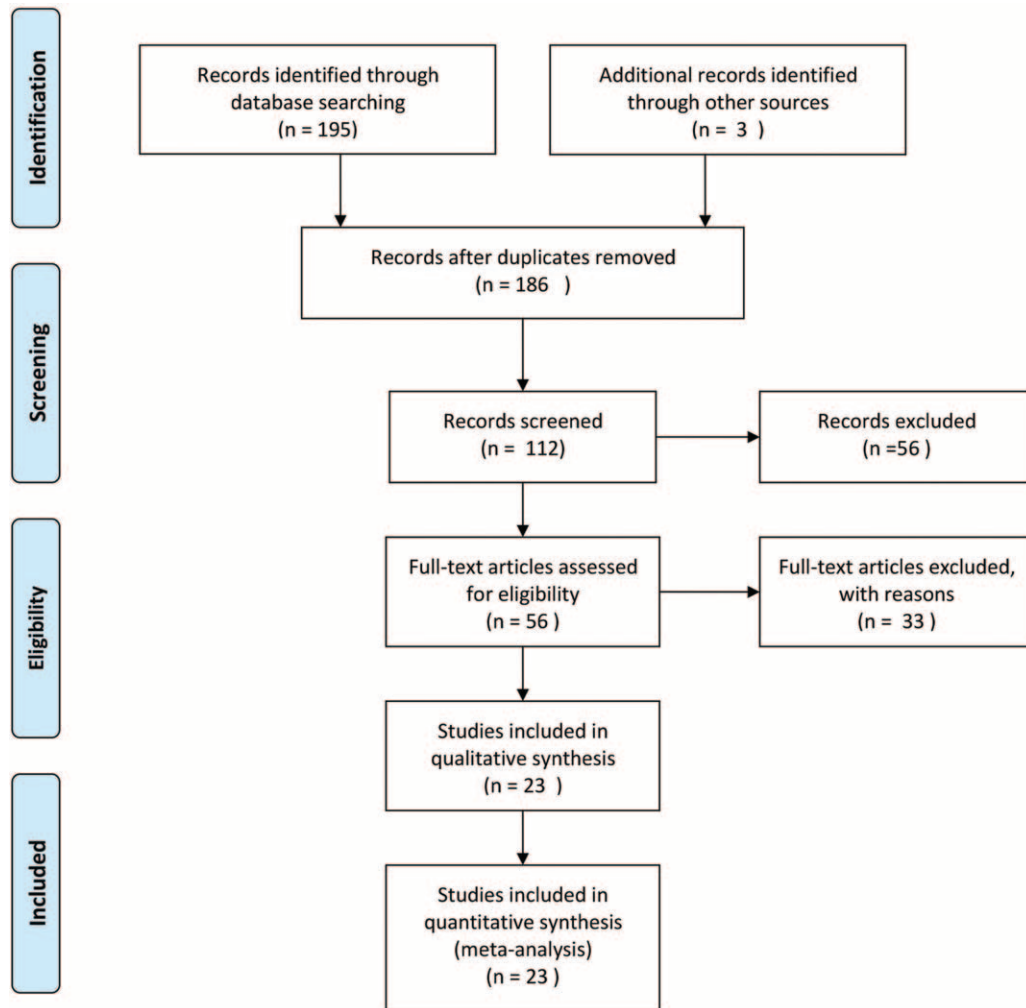 Identification
Records identified through
database searching
(n = 195)
Additional records identified
through other sources
(n = 3 )
Records after duplicates removed
(n = 186 )
Screening
Records screened
(n = 112)
Records excluded
(n =56 )
Eligibility
Full-text articles assessed
for eligibility
(n = 56 )
Full-text articles excluded,
with reasons
(n = 33 )
Studies included in
qualitative synthesis
(n = 23 )
Included
Studies included in
quantitative synthesis
(meta-analysis)
(n = 23 )